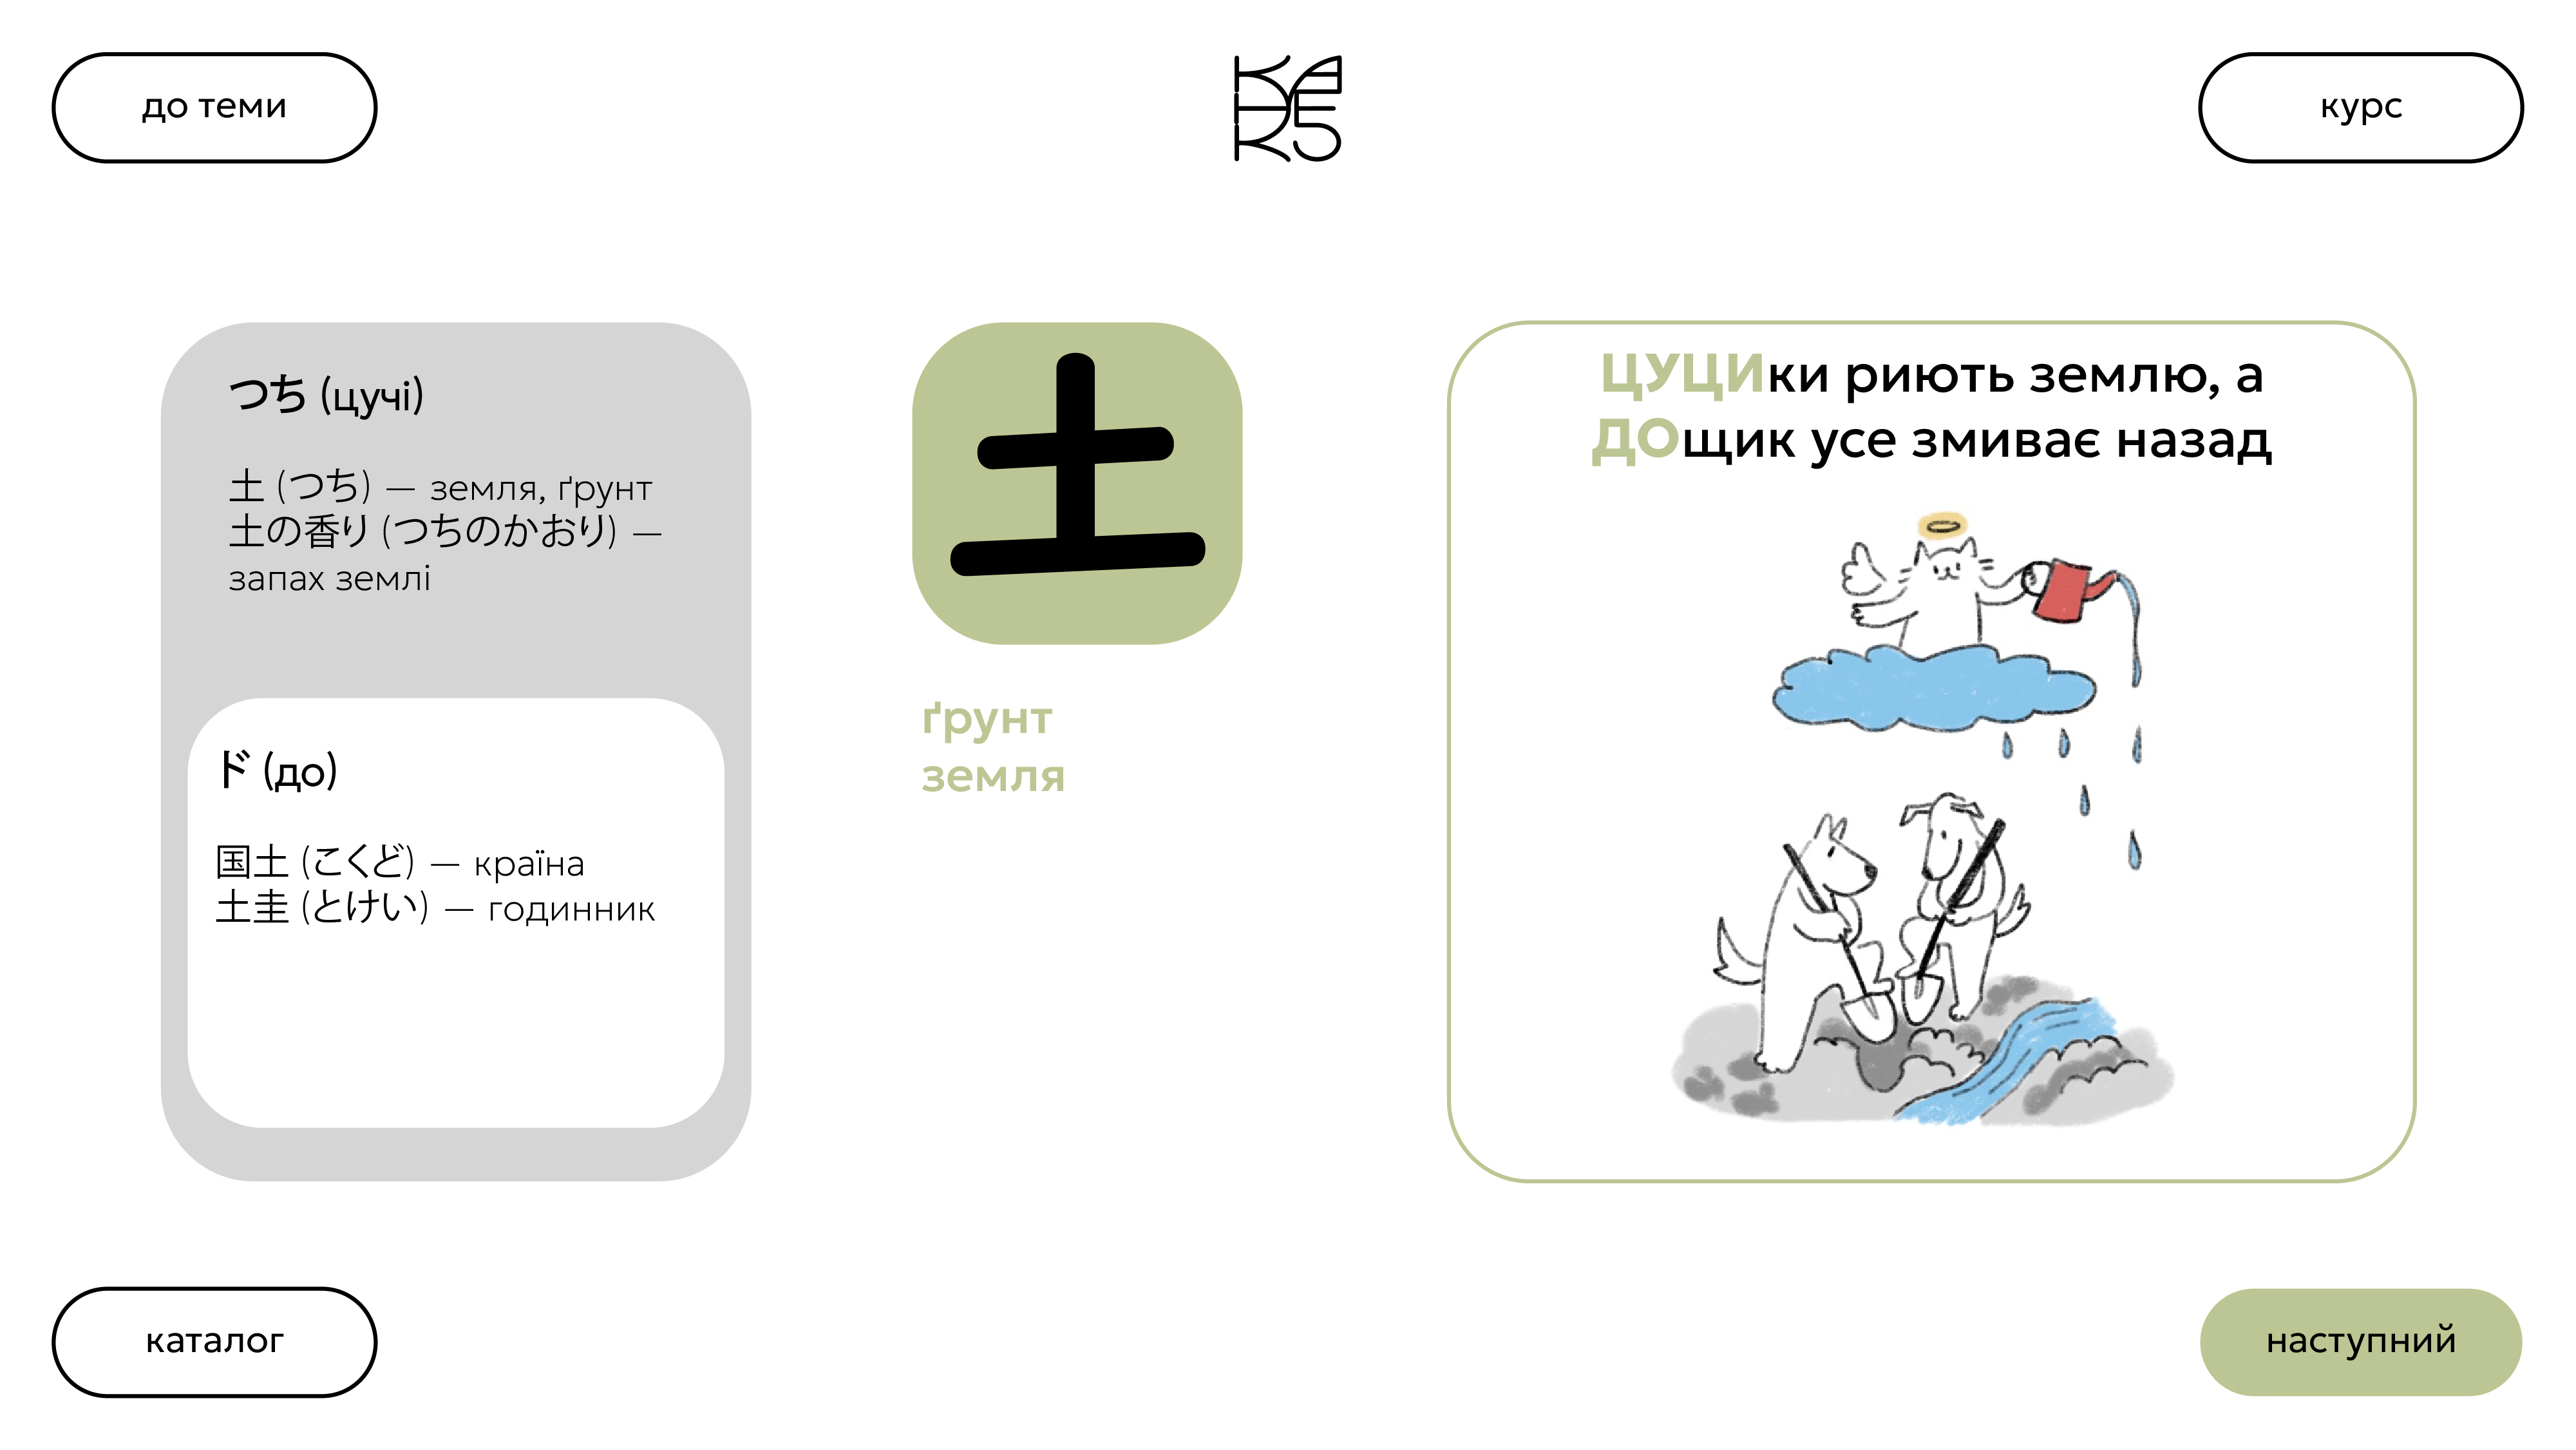 до теми
курс
つち (цучі)
土 (つち) — земля, ґрунт
土の香り (つちのかおり) —
запах землі
ド (до)
国土 (こくど) — країна
土圭 (とけい) — годинник
土
ґрунт
земля
ЦУЦИки риють землю, а
ДОщик усе змиває назад
каталог
наступний